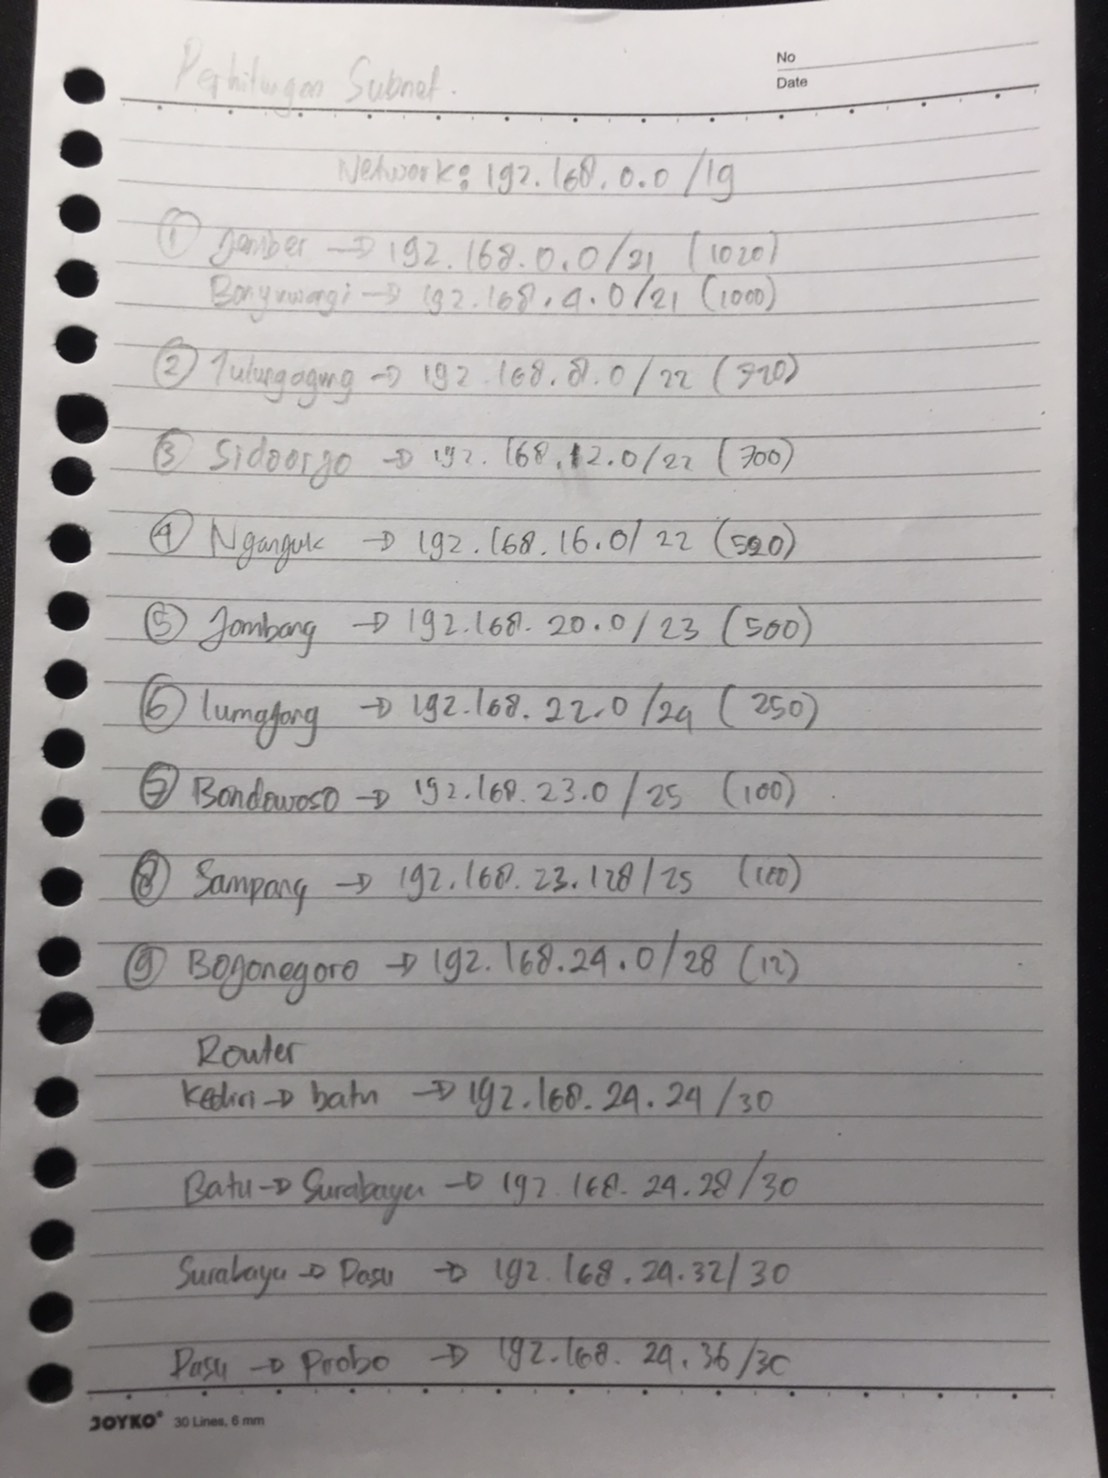 Perhitungan Subnet.
No
Date
Network: 192.168.0.0/19
① Jember → 192.168.0.0/21 (1020)
Banyuwangi → 192.168.4.0/21 (1000)
② Tulungagung → 192.168.8.0/22 (720)
③ Sidoarjo → 192.168.12.0/22 (700)
④ Nganjuk → 192.168.16.0/22 (520)
⑤ Jombang → 192.168.20.0/23 (500)
⑥ lumajang → 192.168.22.0/24 (250)
⑦ Bondowoso → 192.168.23.0/25 (100)
⑧ Sampang → 192.168.23.128/25 (100)
⑨ Bojonegoro → 192.168.24.0/28 (12)
Router
Kediri → batu → 192.168.24.24/30
Batu → Surabaya → 192.168.24.28/30
Surabaya → Pasu → 192.168.24.32/30
Pasu → Probo → 192.168.24.36/30
JOYKO® 30 Lines, 6 mm